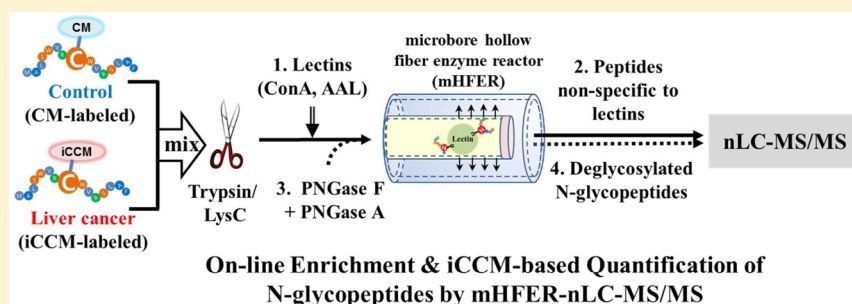 CM
C
Control
(CM-labeled)
iCCM
C
Liver cancer
(iCCM-labeled)
mix
Trypsin/
LysC
1. Lectins
(ConA, AAL)
3. PNGase F
+ PNGase A
microbore hollow
fiber enzyme reactor
(mHFER)
Lectin
2. Peptides
non-specific to
lectins
4. Deglycosylated
N-glycopeptides
nLC-MS/MS
On-line Enrichment & iCCM-based Quantification of
N-glycopeptides by mHFER-nLC-MS/MS